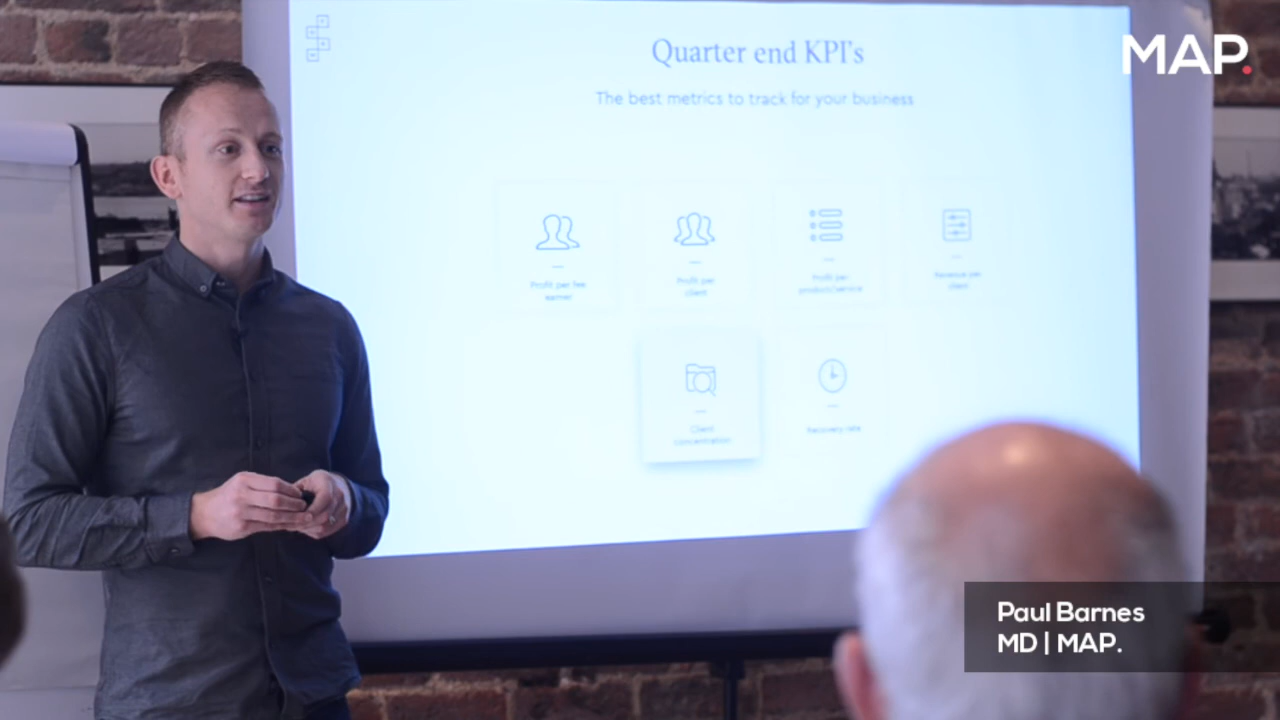 MAP.
Quarter end KPI's
The best metrics to track for your business
Profit per fee
earner
Profit per
client
Profit per
product/service
Revenue per
client
Client
concentration
Recovery rate
Paul Barnes
MD | MAP.